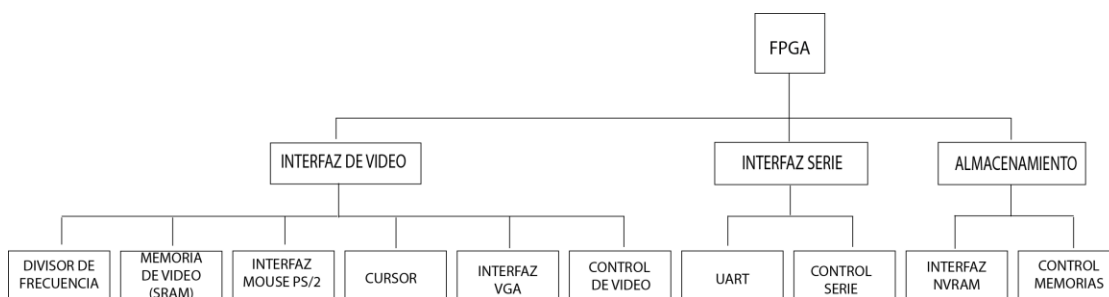 FPGA
INTERFAZ DE VIDEO
INTERFAZ SERIE
ALMACENAMIENTO
DIVISOR DE
FRECUENCIA
MEMORIA
DE VIDEO
(SRAM)
INTERFAZ
MOUSE PS/2
CURSOR
INTERFAZ
VGA
CONTROL
DE VIDEO
UART
CONTROL
SERIE
INTERFAZ
NVRAM
CONTROL
MEMORIAS